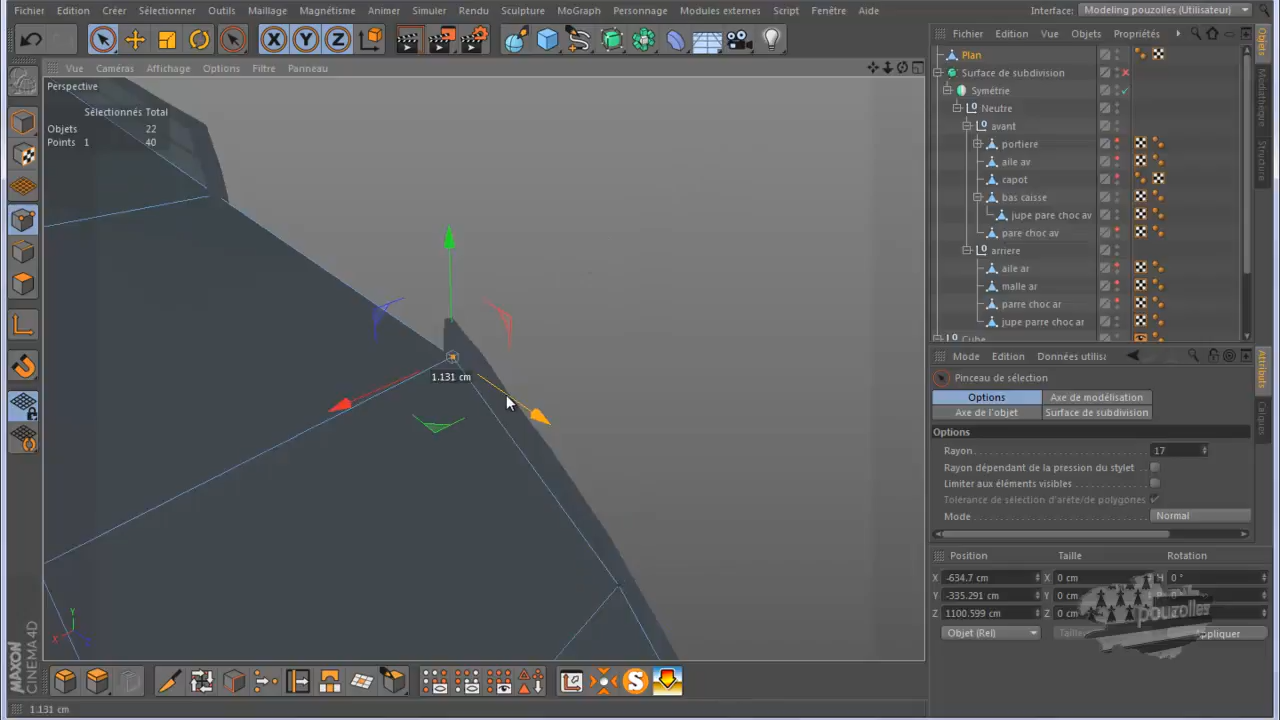 Fichier Edition Créer Sélectionner Outils Maillage Magnétisme Animer Simuler Rendu Sculpture MoGraph Personnage Modules externes Script Fenêtre Aide Interface: Modeling pouzolles (Utilisateur)
Vue Caméras Affichage Options Filtre Panneau
Perspective
Sélectionnés Total
Objets 22
Points 1 40
1.131 cm
Y
X
MAXON
CINEMA 4D
1.131 cm
Fichier Edition Vue Objets Propriétés
Plan
Surface de subdivision
Symétrie
Neutre
avant
portiere
aile av
capot
bas caisse
jupe pare choc av
pare choc av
arriere
aile ar
malle ar
parre choc ar
jupe parre choc ar
Cube
Objets
Médiathèque
Structure
Mode Edition Données utilis
Pinceau de sélection
Options Axe de modélisation
Axe de l'objet Surface de subdivision
Options
Rayon 17
Rayon dépendant de la pression du stylet
Limiter aux éléments visibles
Tolérance de sélection d'arête/de polygones
Mode Normal
Attributs
Calques
Position Taille Rotation
X -634.7 cm X 0 cm H 0 °
Y -335.291 cm Y 0 cm
Z 1100.599 cm Z 0 cm
Objet (Rel) Taille ppliquer
pouzolles